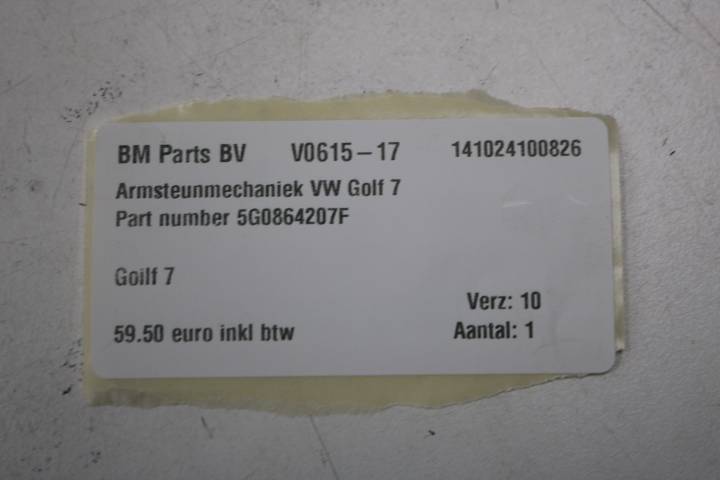 BM Parts BV V0615-17 141024100826
Armsteunmechaniek VW Golf 7
Part number 5G0864207F
Goilf 7
Verz: 10
59.50 euro inkl btw Aantal: 1